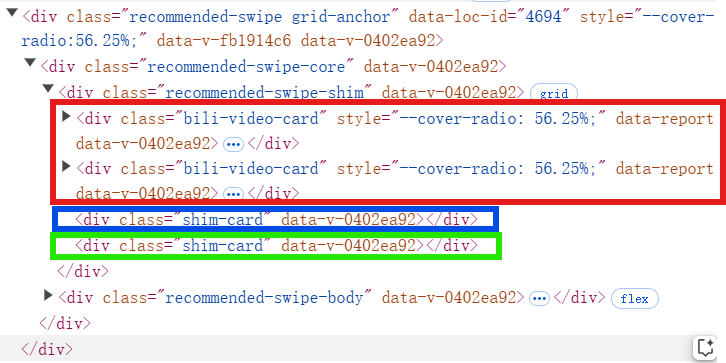 <div class="recommended-swipe grid-anchor" data-loc-id="4694" style="--cover-
radio:56.25%;" data-v-fb1914c6 data-v-0402ea92>
<div class="recommended-swipe-core" data-v-0402ea92>
<div class="recommended-swipe-shim" data-v-0402ea92> grid
<div class="bili-video-card" style="--cover-radio: 56.25%;" data-report
data-v-0402ea92> ⋯ </div>
<div class="bili-video-card" style="--cover-radio: 56.25%;" data-report
data-v-0402ea92> ⋯ </div>
<div class="shim-card" data-v-0402ea92></div>
<div class="shim-card" data-v-0402ea92></div>
</div>
<div class="recommended-swipe-body" data-v-0402ea92> ⋯ </div> flex
</div>
</div>